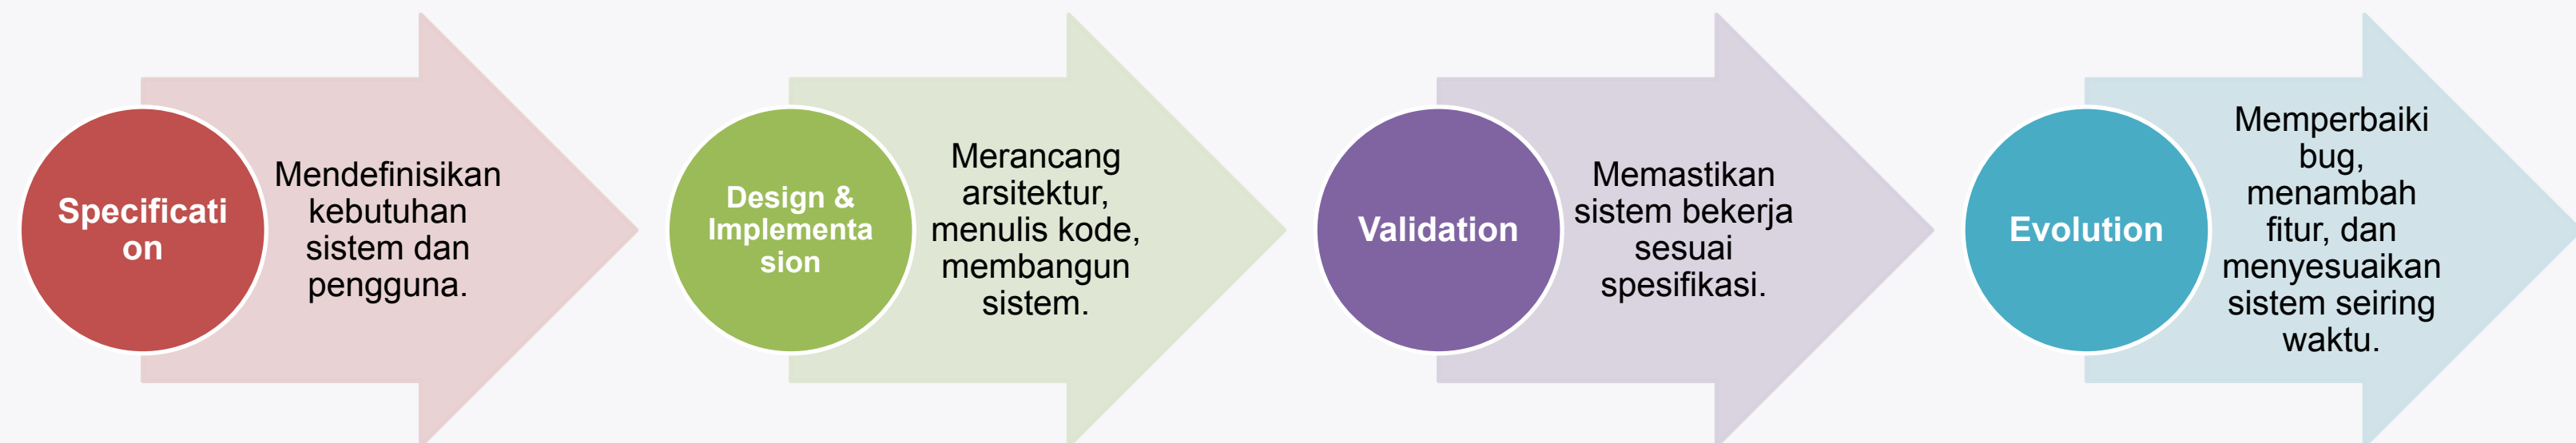 Specificati
on
Mendefinisikan
kebutuhan
sistem dan
pengguna.
Design &
Implementa
sion
Merancang
arsitektur,
menulis kode,
membangun
sistem.
Validation
Memastikan
sistem bekerja
sesuai
spesifikasi.
Evolution
Memperbaiki
bug,
menambah
fitur, dan
menyesuaikan
sistem seiring
waktu.